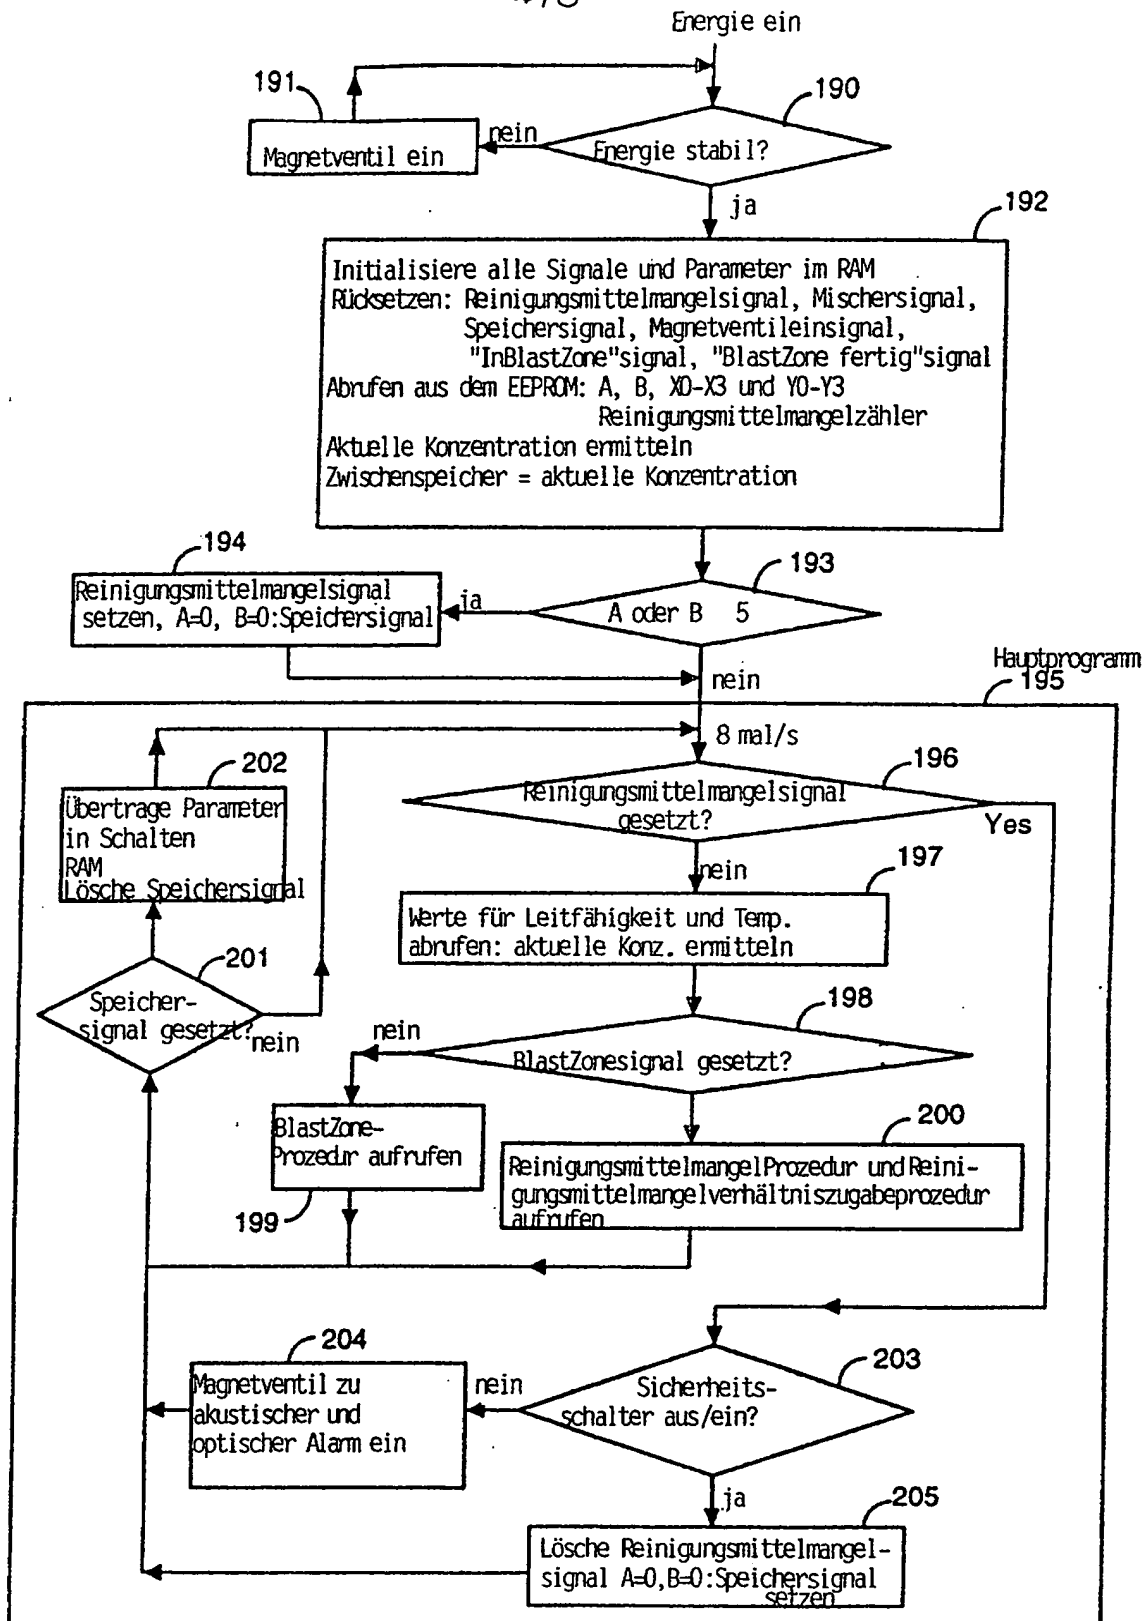 Energie ein
191
190
nein
Magnetventil ein
Energie stabil?
ja
192
Initialisiere alle Signale und Parameter im RAM
Rücksetzen: Reinigungsmittelmangelsignal, Mischersignal,
Speichersignal, Magnetventileinsignal,
"InBlastZone"signal, "BlastZone fertig"signal
Abrufen aus dem EEPROM: A, B, X0-X3 und Y0-Y3
Reinigungsmittelmangelzähler
Aktuelle Konzentration ermitteln
Zwischenspeicher = aktuelle Konzentration
194
193
Reinigungsmittelmangelsignal
setzen, A=0, B=0:Speichersignal
ja
A oder B 5
nein
Hauptprogramm
195
8 mal/s
202
196
Übertrage Parameter
in Schalten
RAM
Lösche Speichersignal
Reinigungsmittelmangelsignal
gesetzt?
Yes
nein
197
Werte für Leitfähigkeit und Temp.
abrufen: aktuelle Konz. ermitteln
201
Speicher-
signal gesetzt?
nein
198
nein
BlastZonesignal gesetzt?
BlastZone-
Prozedur aufrufen
199
200
ReinigungsmittelmangelProzedur und Reini-
gungsmittelmangelverhältniszugabeprozedur
aufrufen
204
203
Magnetventil zu
akustischer und
optischer Alarm ein
nein
Sicherheits-
schalter aus/ein?
ja
205
Lösche Reinigungsmittelmangel-
signal A=0,B=0:Speichersignal
setzen